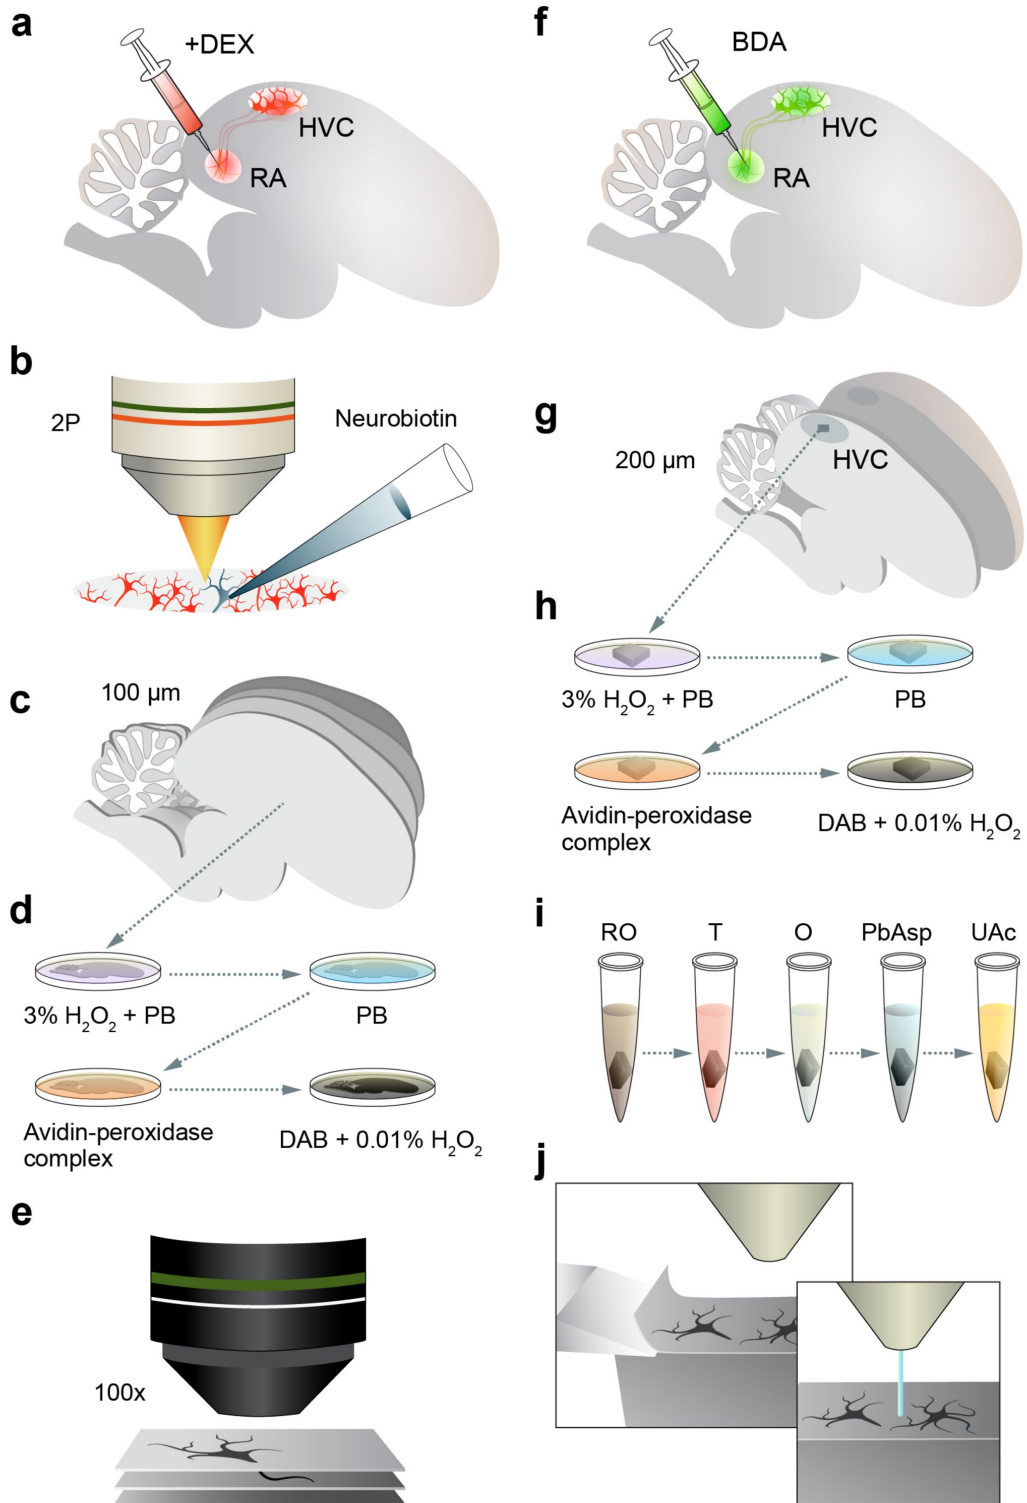 a
+DEX
HVC
RA
b
2P
Neurobiotin
c
100 µm
d
3% H₂O₂ + PB
PB
Avidin-peroxidase
complex
DAB + 0.01% H₂O₂
e
100x
f
BDA
HVC
RA
g
200 µm
HVC
h
3% H₂O₂ + PB
PB
Avidin-peroxidase
complex
DAB + 0.01% H₂O₂
i
RO
T
O
PbAsp
UAc
j